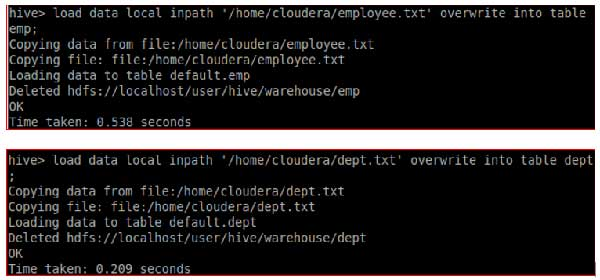 hive> load data local inpath '/home/cloudera/employee.txt' overwrite into table
emp;
Copying data from file:/home/cloudera/employee.txt
Copying file: file:/home/cloudera/employee.txt
Loading data to table default.emp
Deleted hdfs://localhost/user/hive/warehouse/emp
OK
Time taken: 0.538 seconds
hive> load data local inpath '/home/cloudera/dept.txt' overwrite into table dept
;
Copying data from file:/home/cloudera/dept.txt
Copying file: file:/home/cloudera/dept.txt
Loading data to table default.dept
Deleted hdfs://localhost/user/hive/warehouse/dept
OK
Time taken: 0.209 seconds